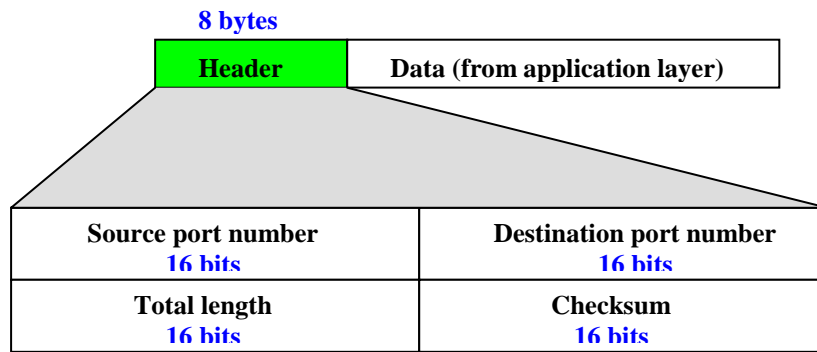 8 bytes
Header
Data (from application layer)
Source port number
16 bits
Destination port number
16 bits
Total length
16 bits
Checksum
16 bits